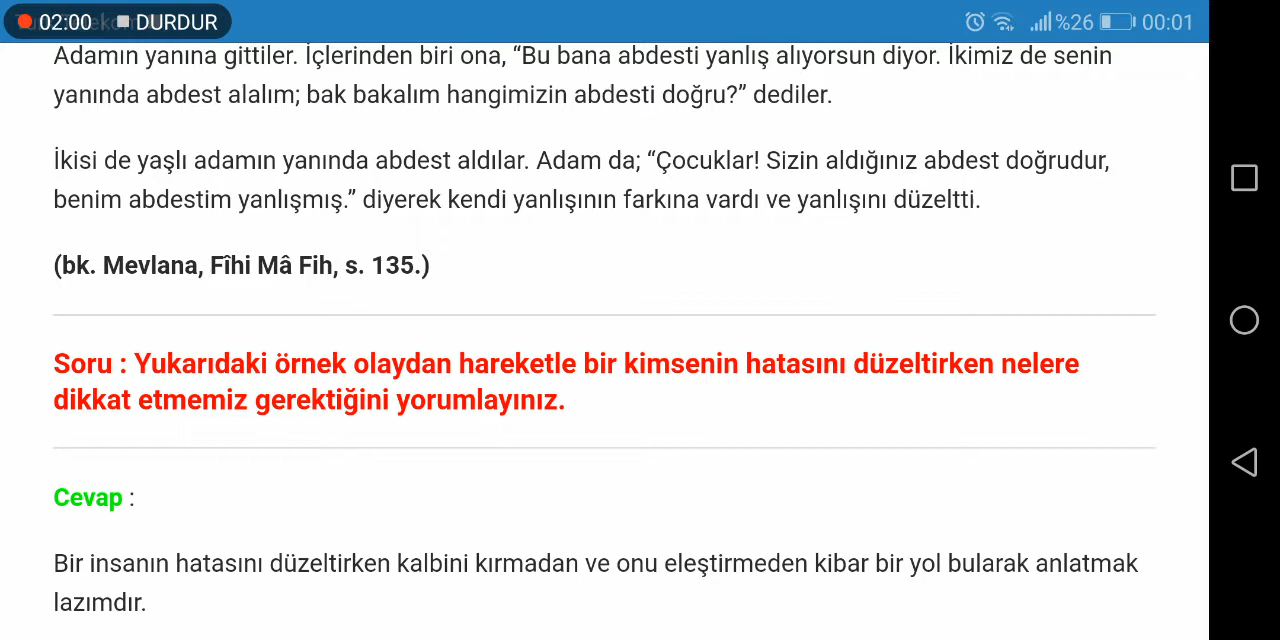 02:00 DURDUR %26 00:01
Adamın yanına gittiler. İçlerinden biri ona, “Bu bana abdesti yanlış alıyorsun diyor. İkimiz de senin
yanında abdest alalım; bak bakalım hangimizin abdesti doğru?” dediler.
İkisi de yaşlı adamın yanında abdest aldılar. Adam da; “Çocuklar! Sizin aldığınız abdest doğrudur,
benim abdestim yanlışmış.” diyerek kendi yanlışının farkına vardı ve yanlışını düzeltti.
(bk. Mevlana, Fîhi Mâ Fih, s. 135.)
Soru : Yukarıdaki örnek olaydan hareketle bir kimsenin hatasını düzeltirken nelere
dikkat etmemiz gerektiğini yorumlayınız.
Cevap :
Bir insanın hatasını düzeltirken kalbini kırmadan ve onu eleştirmeden kibar bir yol bularak anlatmak
lazımdır.